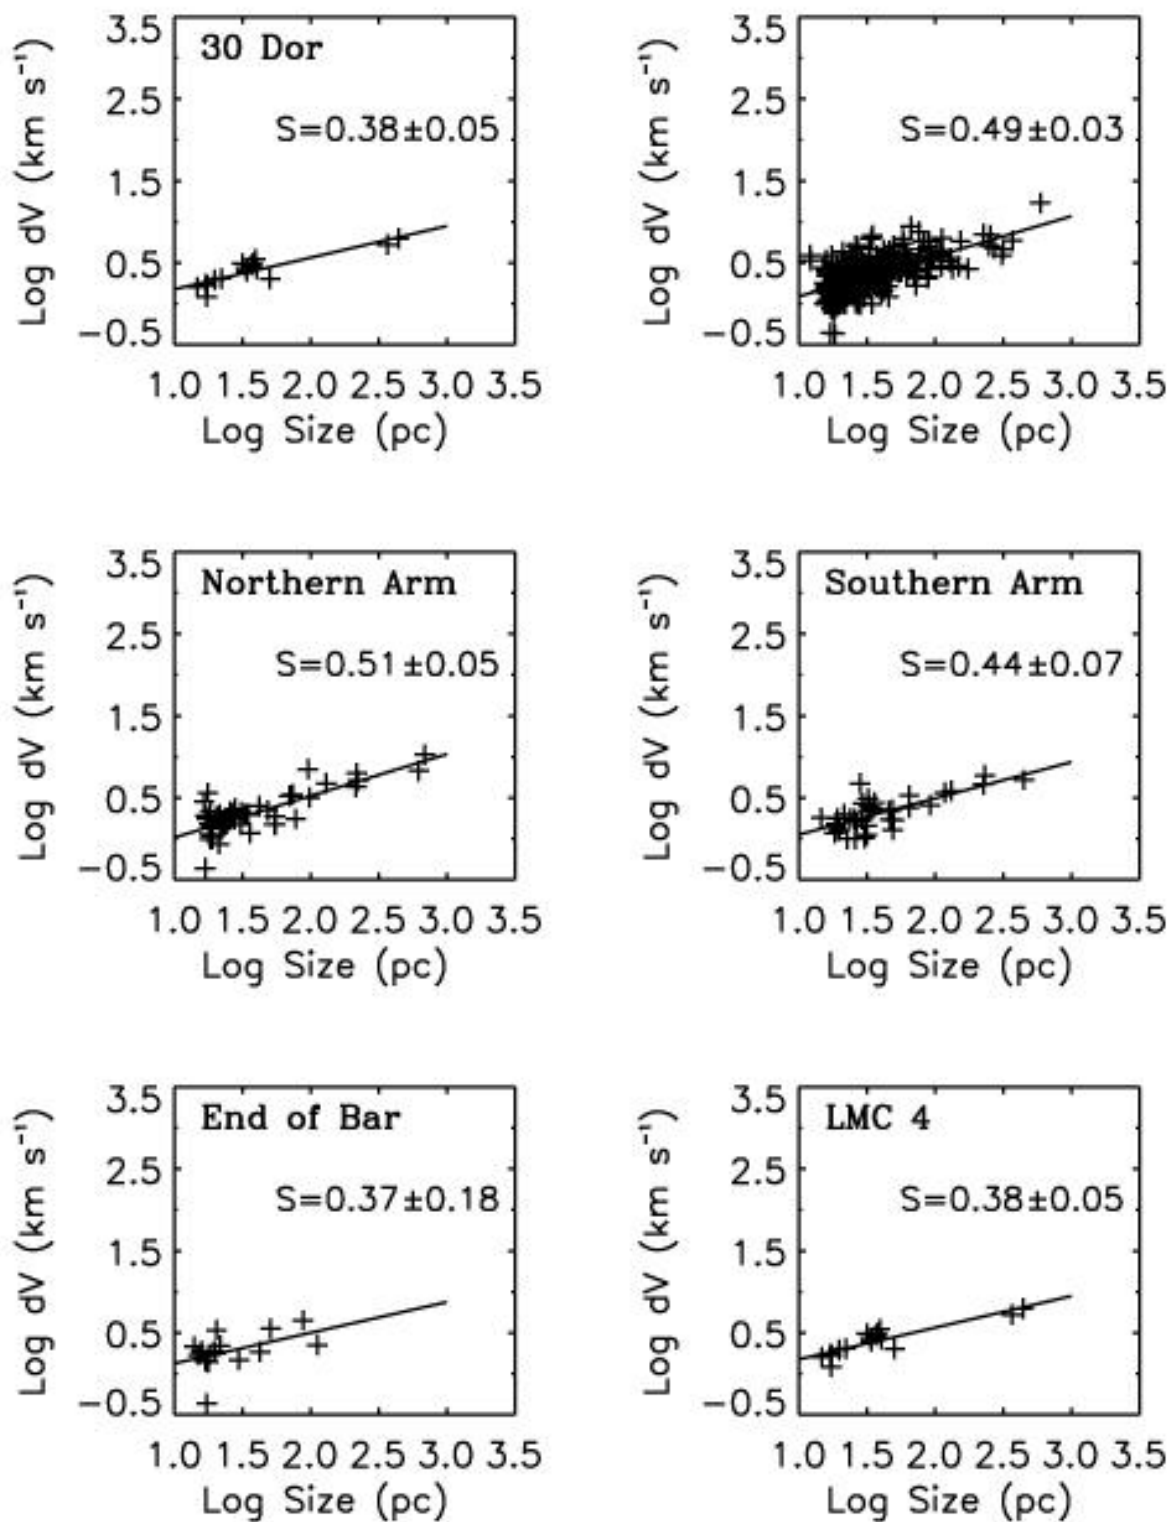 3.5
30 Dor
2.5
S=0.38±0.05
1.5
0.5
−0.5
Log dV (km s⁻¹)
1.0 1.5 2.0 2.5 3.0 3.5
Log Size (pc)
3.5
2.5
S=0.49±0.03
1.5
0.5
−0.5
Log dV (km s⁻¹)
1.0 1.5 2.0 2.5 3.0 3.5
Log Size (pc)
3.5
Northern Arm
2.5
S=0.51±0.05
1.5
0.5
−0.5
Log dV (km s⁻¹)
1.0 1.5 2.0 2.5 3.0 3.5
Log Size (pc)
3.5
Southern Arm
2.5
S=0.44±0.07
1.5
0.5
−0.5
Log dV (km s⁻¹)
1.0 1.5 2.0 2.5 3.0 3.5
Log Size (pc)
3.5
End of Bar
2.5
S=0.37±0.18
1.5
0.5
−0.5
Log dV (km s⁻¹)
1.0 1.5 2.0 2.5 3.0 3.5
Log Size (pc)
3.5
LMC 4
2.5
S=0.38±0.05
1.5
0.5
−0.5
Log dV (km s⁻¹)
1.0 1.5 2.0 2.5 3.0 3.5
Log Size (pc)